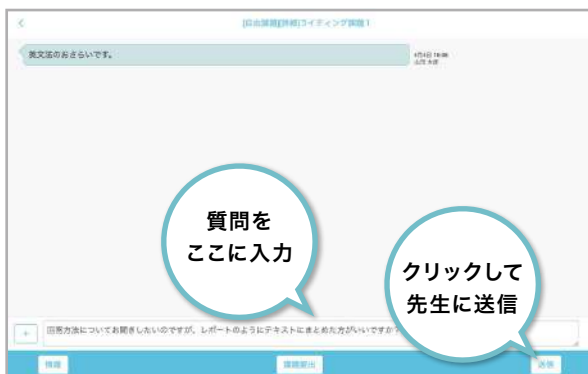 [自由課題][詳細]ライティング課題1
英文法のおさらいです。
質問を
ここに入力
クリックして
先生に送信
回答方法についてお聞きしたいのですが、レポートのようにテキストにまとめた方がいいですか?
課題提出
送信